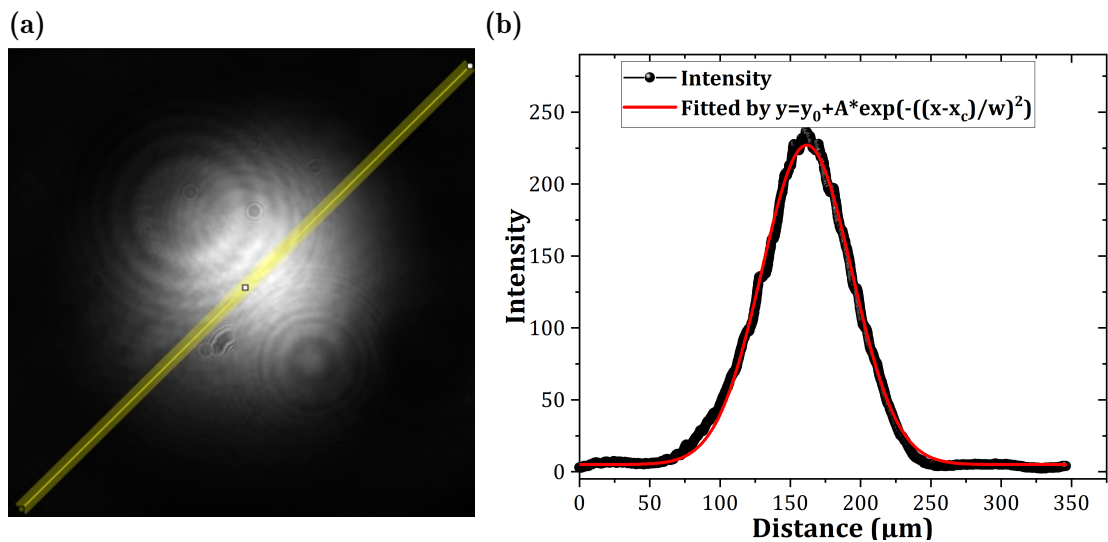 (a)
(b)
Intensity
Fitted by y=y₀+A*exp(-((x-x_c)/w)²)
250
200
150
100
50
0
Intensity
0 50 100 150 200 250 300 350
Distance (μm)